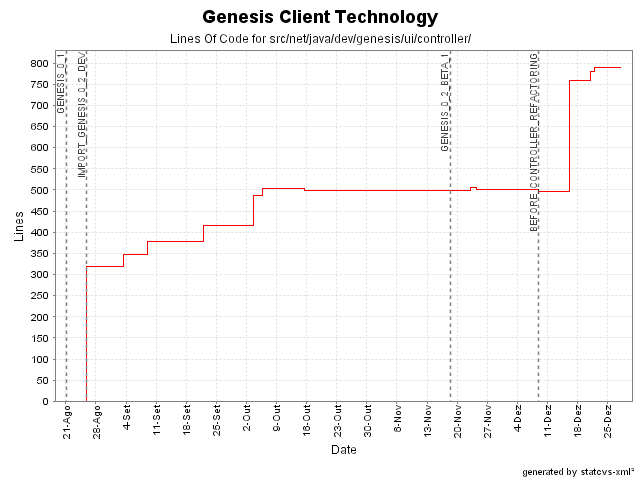 Genesis Client Technology
Lines Of Code for src/net/java/dev/genesis/ui/controller/
GENESIS_0_1
IMPORT_GENESIS_0_2_DEV
GENESIS_0_2_BETA_1
BEFORE_CONTROLLER_REFACTORING
Lines
800
750
700
650
600
550
500
450
400
350
300
250
200
150
100
50
0
21-Ago
28-Ago
4-Set
11-Set
18-Set
25-Set
2-Out
9-Out
16-Out
23-Out
30-Out
6-Nov
13-Nov
20-Nov
27-Nov
4-Dez
11-Dez
18-Dez
25-Dez
Date
generated by statcvs-xml²